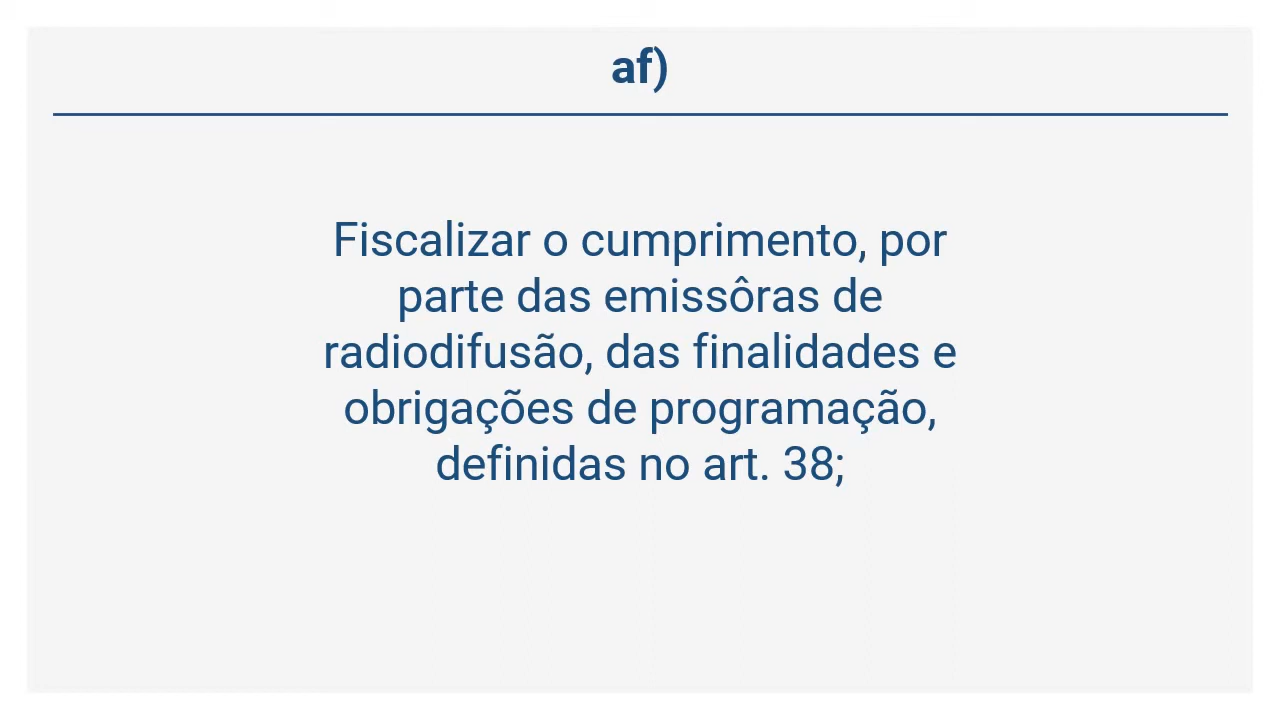 af)
Fiscalizar o cumprimento, por
parte das emissôras de
radiodifusão, das finalidades e
obrigações de programação,
definidas no art. 38;